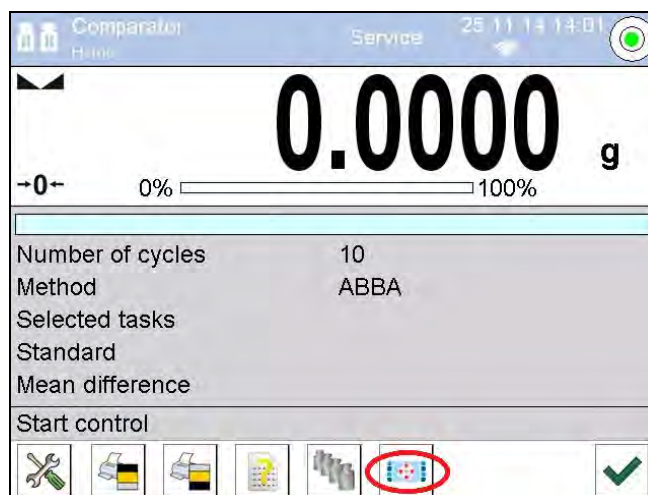 Comparator Service 25 11 14 14:01
Home
0.0000 g
→0← 0% 100%
Number of cycles 10
Method ABBA
Selected tasks
Standard
Mean difference
Start control